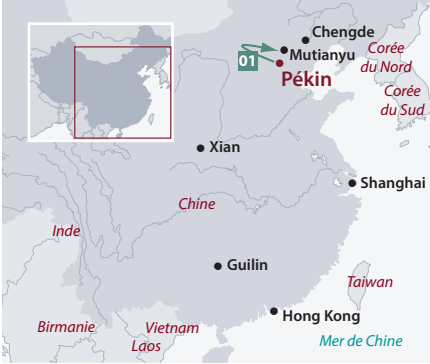 Chengde
Mutianyu
01
Pékin
Corée
du Nord
Corée
du Sud
Xian
Shanghai
Chine
Inde
Guilin
Taiwan
Hong Kong
Birmanie
Vietnam
Laos
Mer de Chine